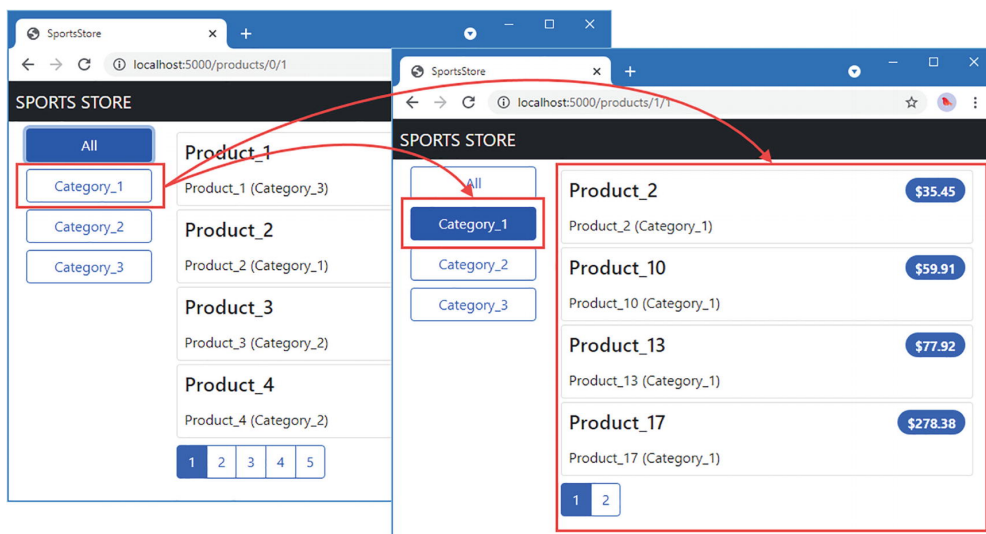 SportsStore
localhost:5000/products/0/1
SPORTS STORE
All
Category_1
Category_2
Category_3
Product_1
Product_1 (Category_3)
Product_2
Product_2 (Category_1)
Product_3
Product_3 (Category_2)
Product_4
Product_4 (Category_2)
1 2 3 4 5
SportsStore
localhost:5000/products/1/1
SPORTS STORE
All
Category_1
Category_2
Category_3
Product_2 $35.45
Product_2 (Category_1)
Product_10 $59.91
Product_10 (Category_1)
Product_13 $77.92
Product_13 (Category_1)
Product_17 $278.38
Product_17 (Category_1)
1 2